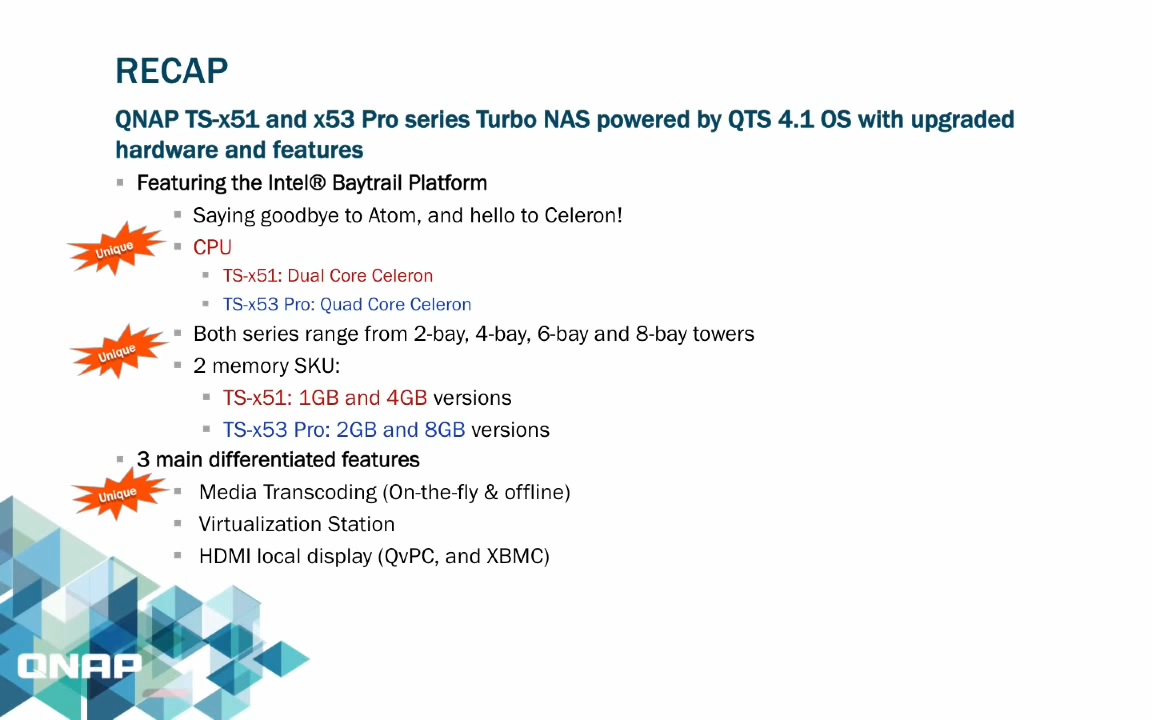 RECAP
QNAP TS-x51 and x53 Pro series Turbo NAS powered by QTS 4.1 OS with upgraded
hardware and features
Featuring the Intel® Baytrail Platform
Saying goodbye to Atom, and hello to Celeron!
Unique
CPU
TS-x51: Dual Core Celeron
TS-x53 Pro: Quad Core Celeron
Both series range from 2-bay, 4-bay, 6-bay and 8-bay towers
Unique
2 memory SKU:
TS-x51: 1GB and 4GB versions
TS-x53 Pro: 2GB and 8GB versions
3 main differentiated features
Unique
Media Transcoding (On-the-fly & offline)
Virtualization Station
HDMI local display (QvPC, and XBMC)
QNAP